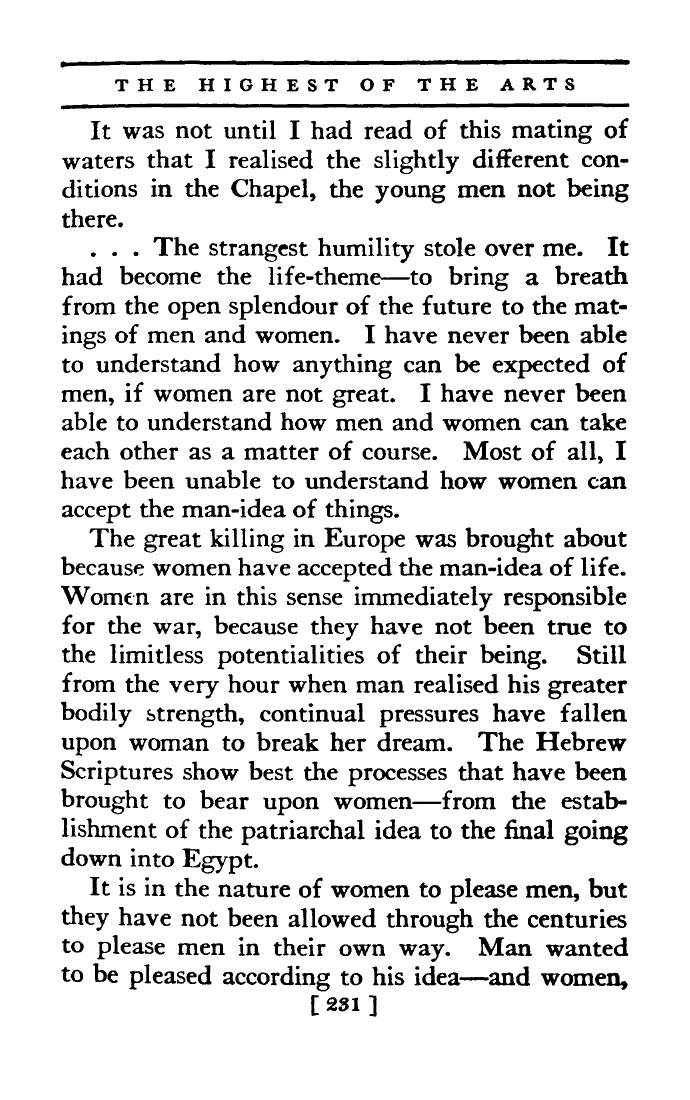 THE HIGHEST OF THE ARTS
It was not until I had read of this mating of
waters that I realised the slightly different con-
ditions in the Chapel, the young men not being
there.
. . . The strangest humility stole over me. It
had become the life-theme—to bring a breath
from the open splendour of the future to the mat-
ings of men and women. I have never been able
to understand how anything can be expected of
men, if women are not great. I have never been
able to understand how men and women can take
each other as a matter of course. Most of all, I
have been unable to understand how women can
accept the man-idea of things.
The great killing in Europe was brought about
because women have accepted the man-idea of life.
Women are in this sense immediately responsible
for the war, because they have not been true to
the limitless potentialities of their being. Still
from the very hour when man realised his greater
bodily strength, continual pressures have fallen
upon woman to break her dream. The Hebrew
Scriptures show best the processes that have been
brought to bear upon women—from the estab-
lishment of the patriarchal idea to the final going
down into Egypt.
It is in the nature of women to please men, but
they have not been allowed through the centuries
to please men in their own way. Man wanted
to be pleased according to his idea—and women,
[ 231 ]